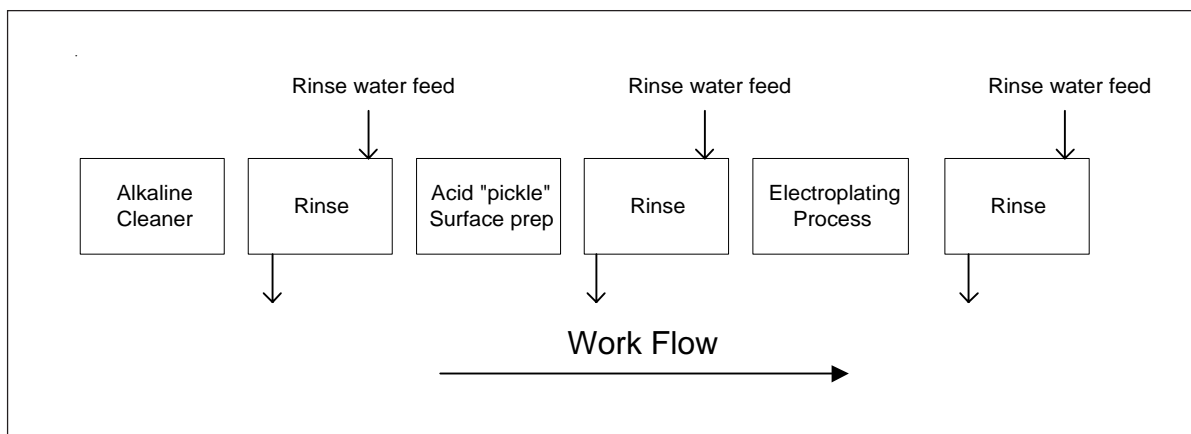 Rinse water feed
Rinse water feed
Rinse water feed
Alkaline
Cleaner
Rinse
Acid "pickle"
Surface prep
Rinse
Electroplating
Process
Rinse
Work Flow